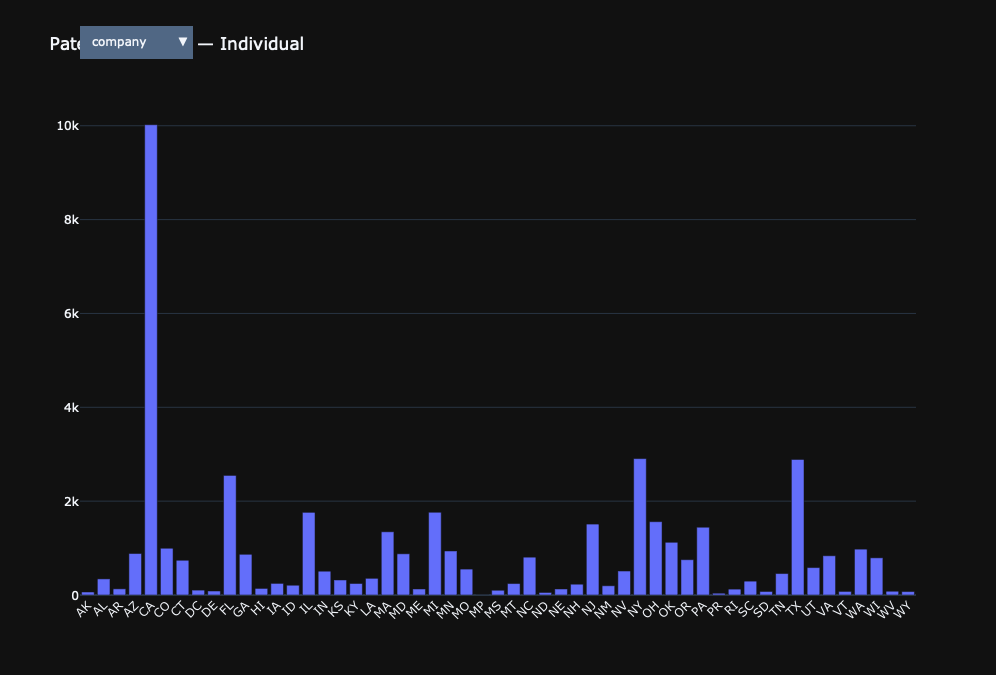 company ▼ — Individual
10k
8k
6k
4k
2k
0
AK AL AR AZ CA CO CT DC DE FL GA HI IA ID IL IN KS KY LA MA MD ME MI MN MO MP MS MT NC ND NE NH NJ NM NV NY OH OK OR PA PR RI SC SD TN TX UT VA VT WA WI WV WY